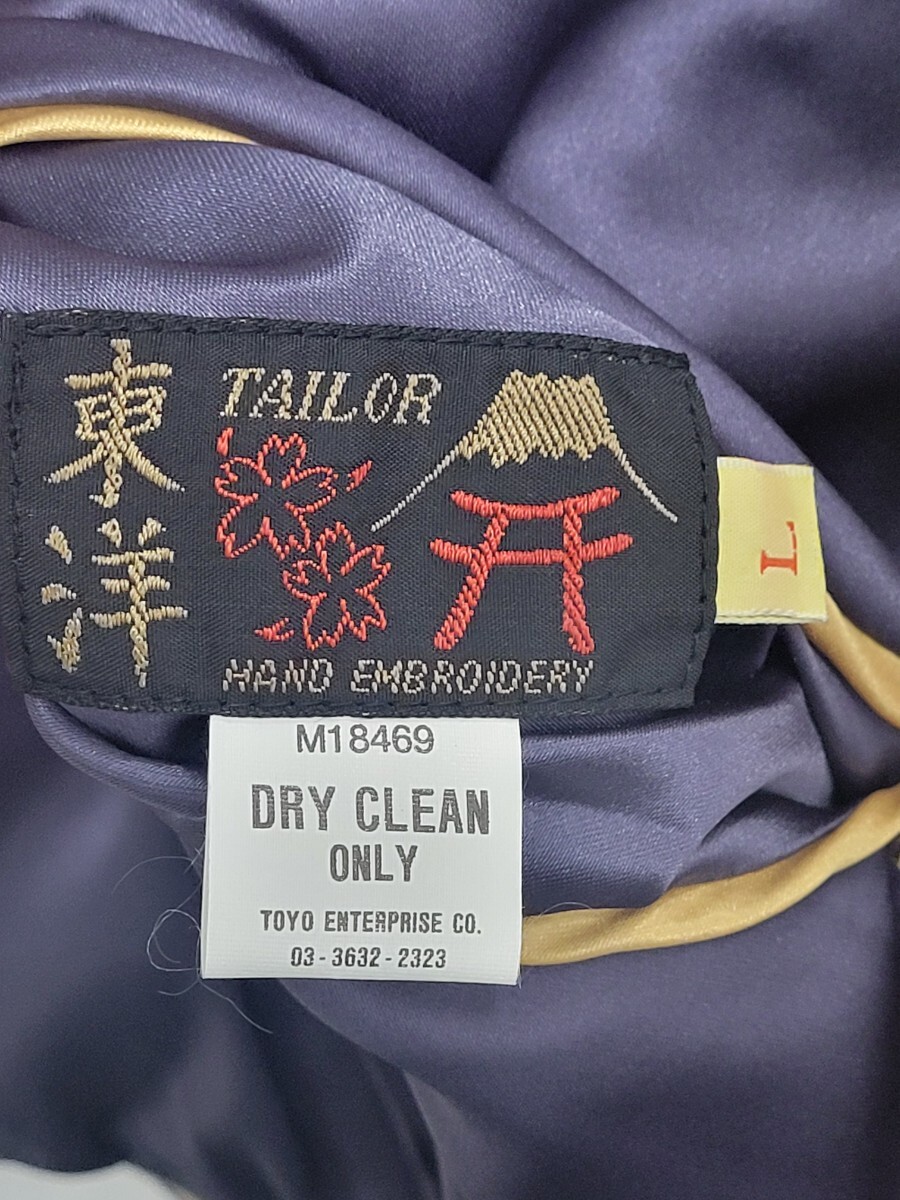 東洋
TAILOR
HAND EMBROIDERY
L
M18469
DRY CLEAN
ONLY
TOYO ENTERPRISE CO.
03-3632-2323